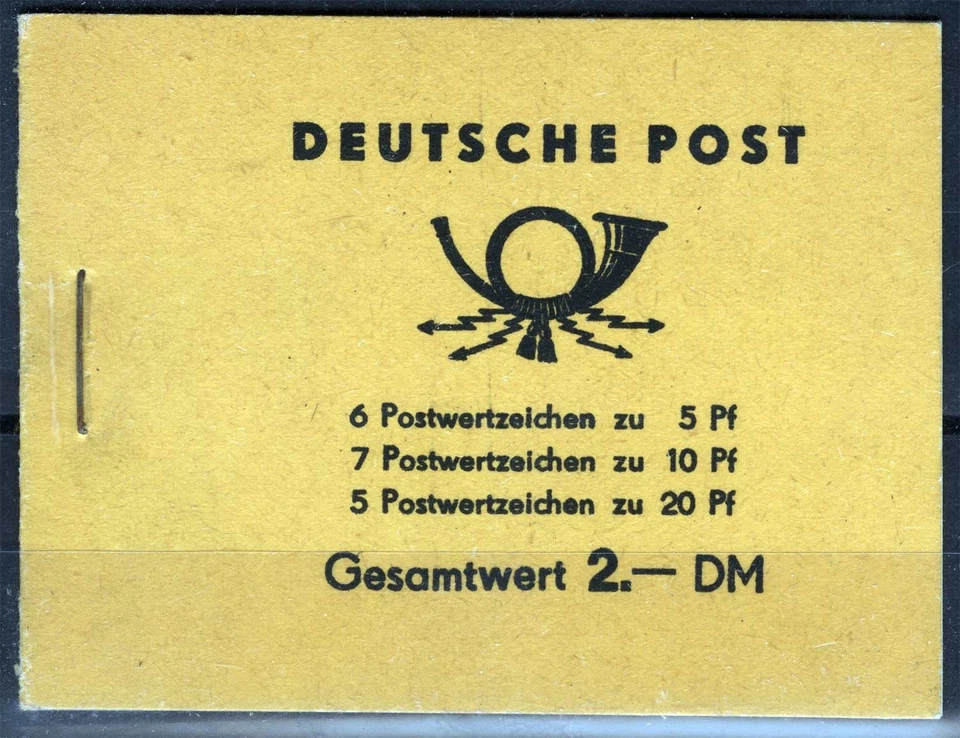 DEUTSCHE POST
6 Postwertzeichen zu 5 Pf
7 Postwertzeichen zu 10 Pf
5 Postwertzeichen zu 20 Pf
Gesamtwert 2.— DM